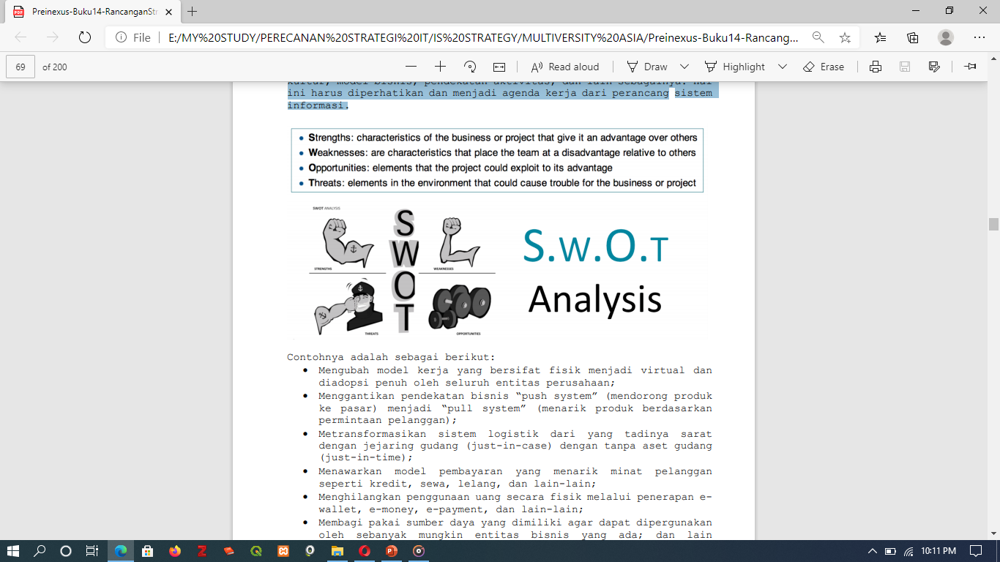 Preinexus-Buku14-RancanganStr
File
E:/MY%20STUDY/PERECANAN%20STRATEGI%20IT/IS%20STRATEGY/MULTIVERSITY%20ASIA/Preinexus-Buku14-Rancang...
69 of 200
Read aloud
Draw
Highlight
Erase
kultur, model bisnis, pendekatan aktivitas, dan lain sebagainya. Hal
ini harus diperhatikan dan menjadi agenda kerja dari perancang sistem
informasi.
• Strengths: characteristics of the business or project that give it an advantage over others
• Weaknesses: are characteristics that place the team at a disadvantage relative to others
• Opportunities: elements that the project could exploit to its advantage
• Threats: elements in the environment that could cause trouble for the business or project
SWOT ANALYSIS
STRENGTHS
WEAKNESSES
THREATS
OPPORTUNITIES
S
W
O
T
S.W.O.T
Analysis
Contohnya adalah sebagai berikut:
• Mengubah model kerja yang bersifat fisik menjadi virtual dan
diadopsi penuh oleh seluruh entitas perusahaan;
• Menggantikan pendekatan bisnis “push system” (mendorong produk
ke pasar) menjadi “pull system” (menarik produk berdasarkan
permintaan pelanggan);
• Metransformasikan sistem logistik dari yang tadinya sarat
dengan jejaring gudang (just-in-case) dengan tanpa aset gudang
(just-in-time);
• Menawarkan model pembayaran yang menarik minat pelanggan
seperti kredit, sewa, lelang, dan lain-lain;
• Menghilangkan penggunaan uang secara fisik melalui penerapan e-
wallet, e-money, e-payment, dan lain-lain;
• Membagi pakai sumber daya yang dimiliki agar dapat dipergunakan
oleh sebanyak mungkin entitas bisnis yang ada; dan lain
10:11 PM